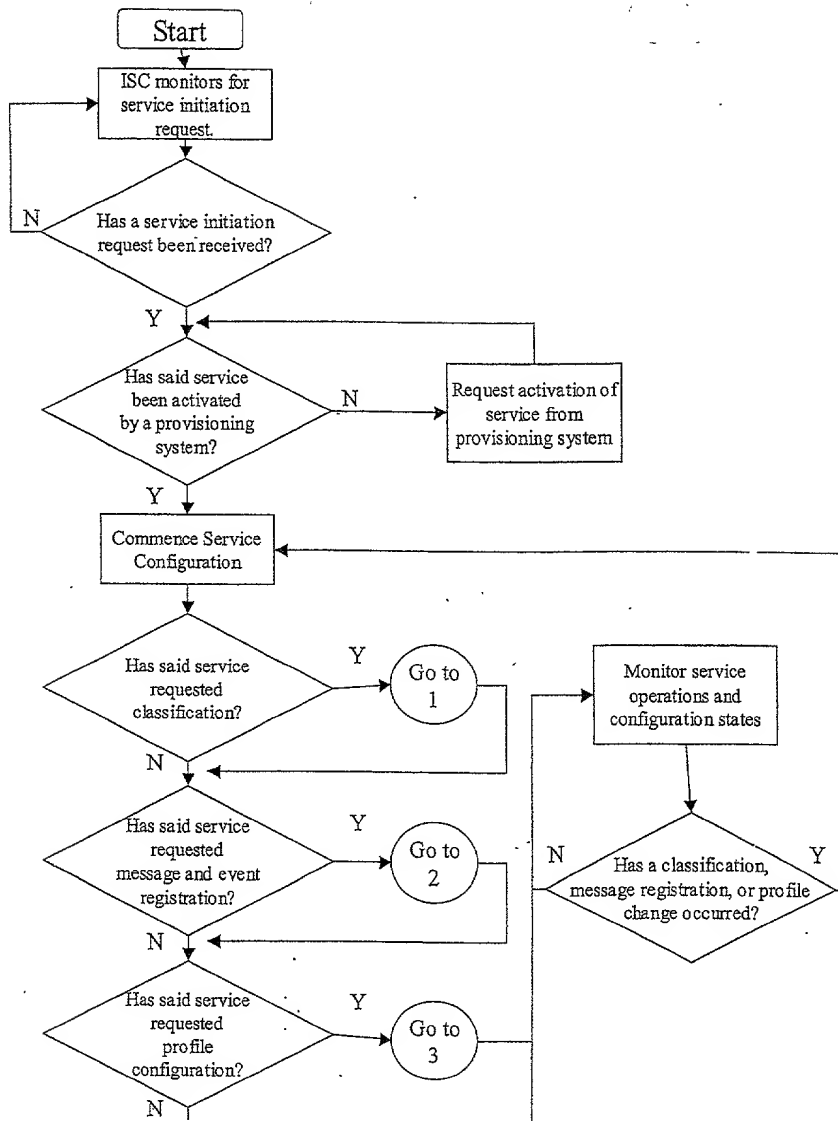 Start
ISC monitors for
service initiation
request.
N
Has a service initiation
request been received?
Y
Has said service
been activated
by a provisioning
system?
N
Request activation of
service from
provisioning system
Y
Commence Service
Configuration
Has said service
requested
classification?
Y
Go to
1
N
Monitor service
operations and
configuration states
Has said service
requested
message and event
registration?
Y
Go to
2
N
N
Has a classification,
message registration, or profile
change occurred?
Y
Has said service
requested
profile
configuration?
Y
Go to
3
N